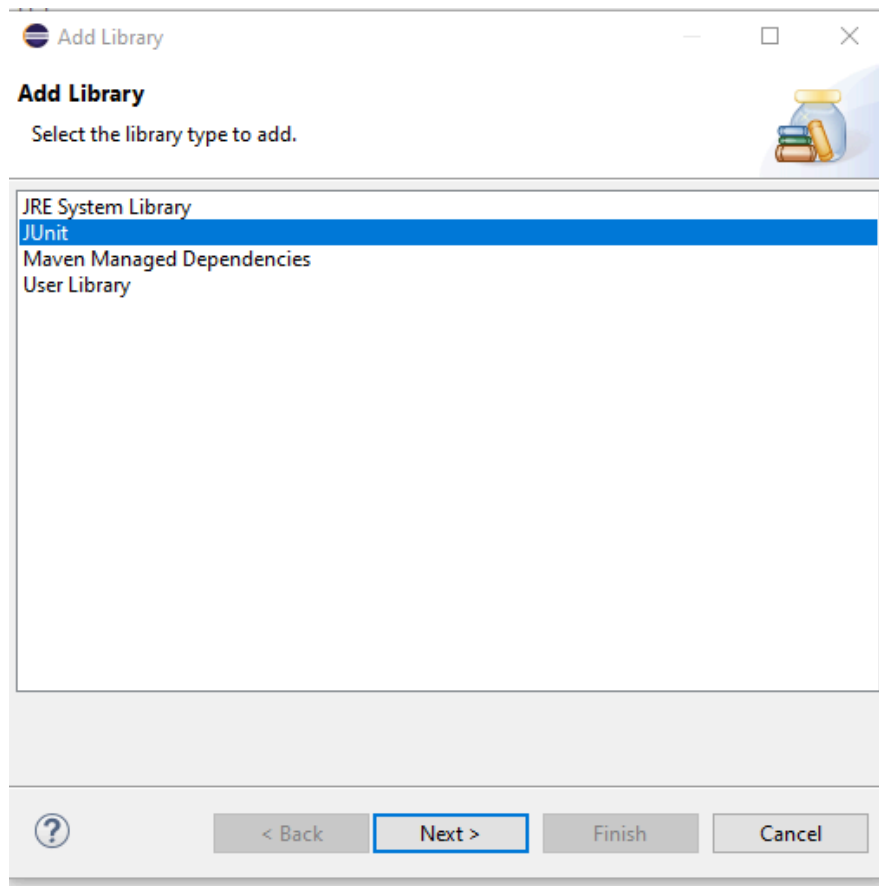 Add Library
Add Library
Select the library type to add.
JRE System Library
JUnit
Maven Managed Dependencies
User Library
? < Back Next > Finish Cancel